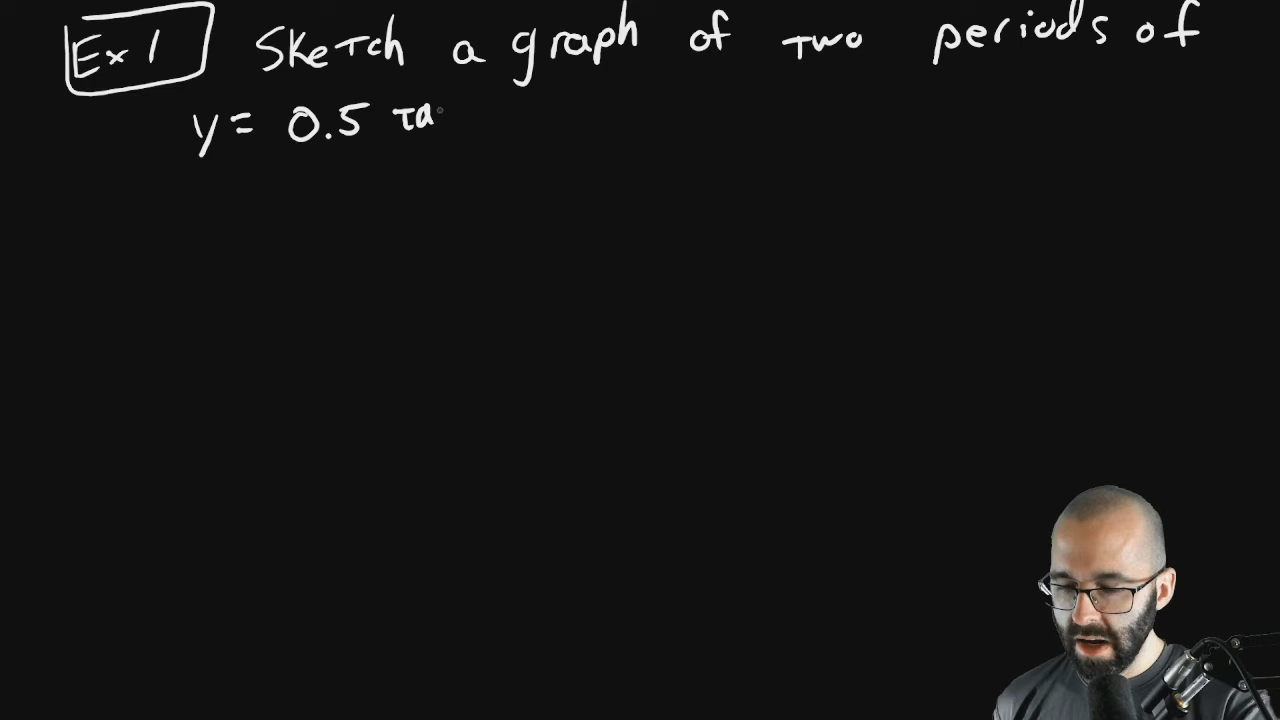 Ex 1 Sketch a graph of two periods of
y = 0.5 ta